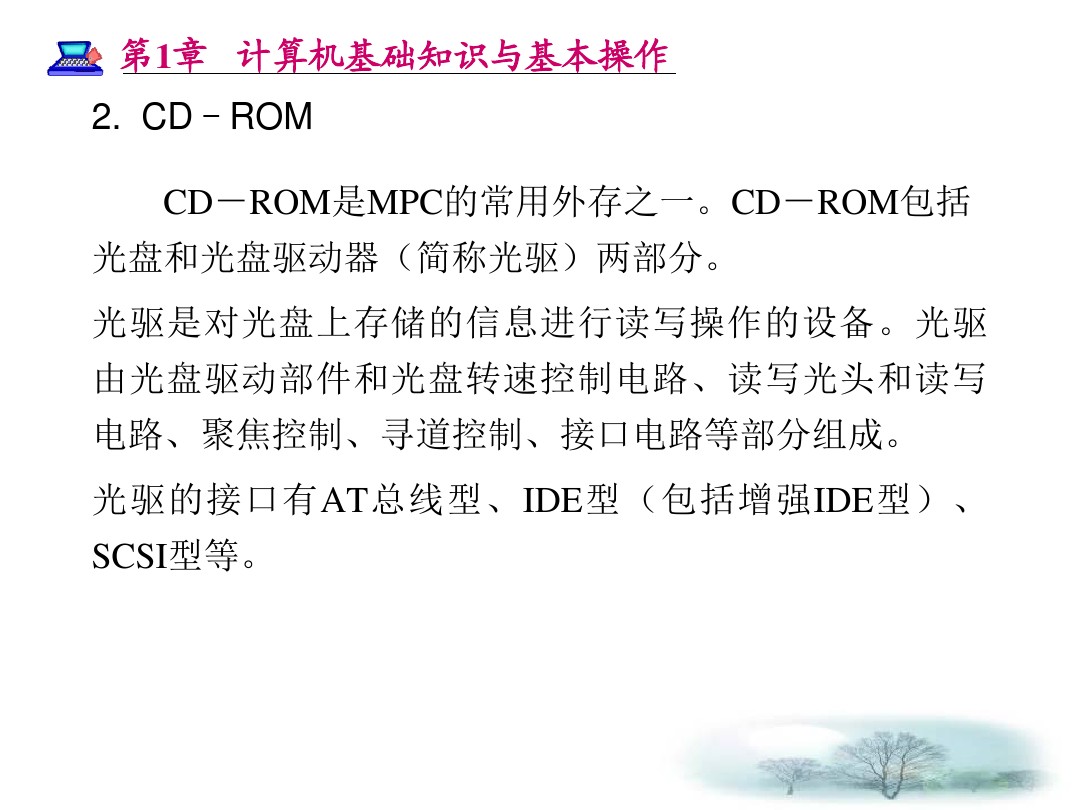 第1章 计算机基础知识与基本操作
2. CD－ROM
CD－ROM是MPC的常用外存之一。CD－ROM包括
光盘和光盘驱动器（简称光驱）两部分。
光驱是对光盘上存储的信息进行读写操作的设备。光驱
由光盘驱动部件和光盘转速控制电路、读写光头和读写
电路、聚焦控制、寻道控制、接口电路等部分组成。
光驱的接口有AT总线型、IDE型（包括增强IDE型）、
SCSI型等。